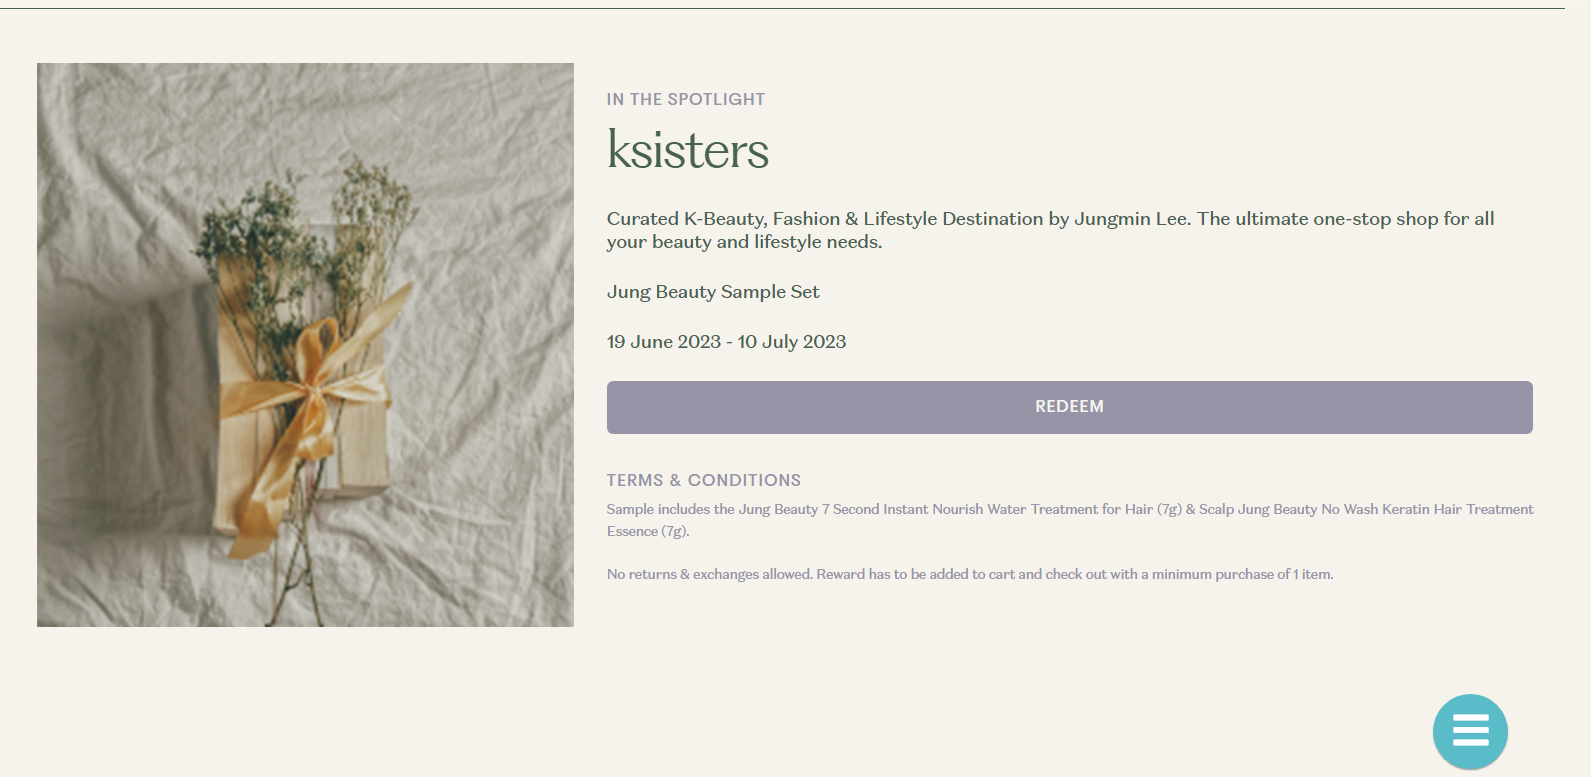 IN THE SPOTLIGHT
ksisters
Curated K-Beauty, Fashion & Lifestyle Destination by Jungmin Lee. The ultimate one-stop shop for all
your beauty and lifestyle needs.
Jung Beauty Sample Set
19 June 2023 - 10 July 2023
REDEEM
TERMS & CONDITIONS
Sample includes the Jung Beauty 7 Second Instant Nourish Water Treatment for Hair (7g) & Scalp Jung Beauty No Wash Keratin Hair Treatment
Essence (7g).
No returns & exchanges allowed. Reward has to be added to cart and check out with a minimum purchase of 1 item.